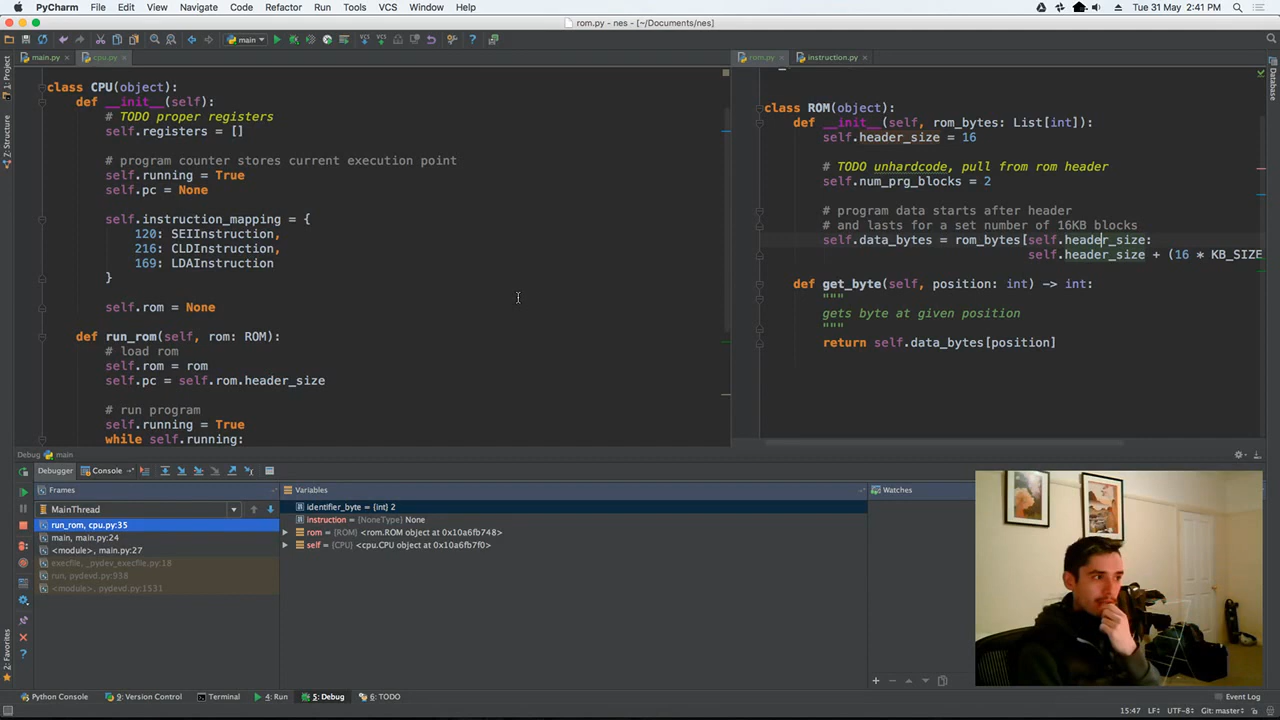 PyCharm File Edit View Navigate Code Refactor Run Tools VCS Window Help Tue 31 May 2:41 PM
rom.py - nes - [~/Documents/nes]
main
main.py cpu.py rom.py instruction.py
1: Project
7: Structure
2: Favorites
Database
class CPU(object):
def __init__(self):
# TODO proper registers
self.registers = []
# program counter stores current execution point
self.running = True
self.pc = None
self.instruction_mapping = {
120: SEIInstruction,
216: CLDInstruction,
169: LDAInstruction
}
self.rom = None
def run_rom(self, rom: ROM):
# load rom
self.rom = rom
self.pc = self.rom.header_size
# run program
self.running = True
while self.running:
class ROM(object):
def __init__(self, rom_bytes: List[int]):
self.header_size = 16
# TODO unhardcode, pull from rom header
self.num_prg_blocks = 2
# program data starts after header
# and lasts for a set number of 16KB blocks
self.data_bytes = rom_bytes[self.header_size:
self.header_size + (16 * KB_SIZE
def get_byte(self, position: int) -> int:
"""
gets byte at given position
"""
return self.data_bytes[position]
Debug main
Debugger Console
Frames
MainThread
run_rom, cpu.py:35
main, main.py:24
<module>, main.py:27
execfile, _pydev_execfile.py:18
run, pydevd.py:938
<module>, pydevd.py:1531
Variables
identifier_byte = {int} 2
instruction = {NoneType} None
rom = {ROM} <rom.ROM object at 0x10a6fb748>
self = {CPU} <cpu.CPU object at 0x10a6fb7f0>
Watches
Python Console 9: Version Control Terminal 4: Run 5: Debug 6: TODO Event Log
15:47 LF UTF-8 Git: master